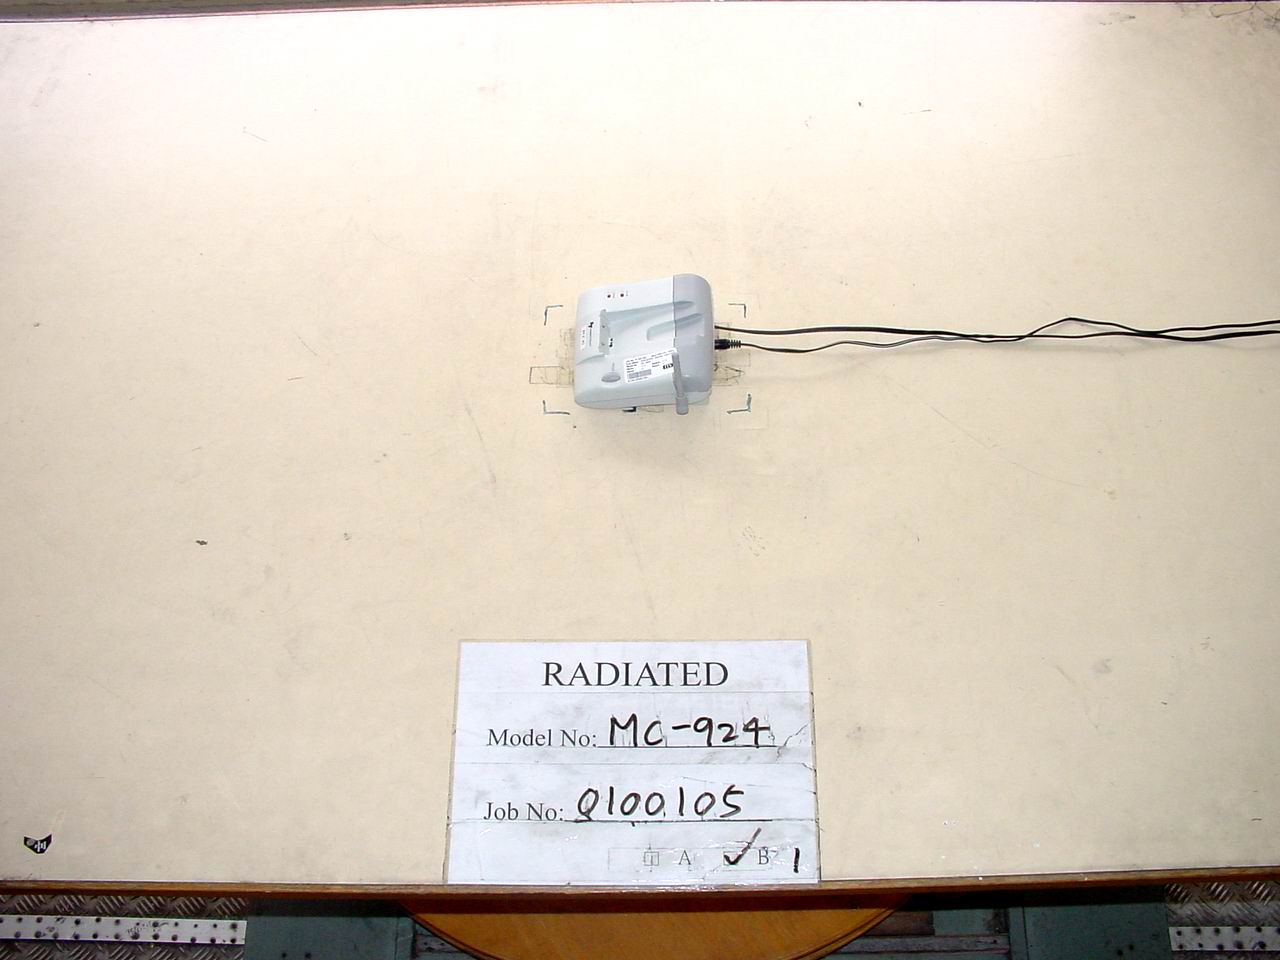 RADIATED
Model No: MC-924
Job No: Q100105
A ✓ B 1